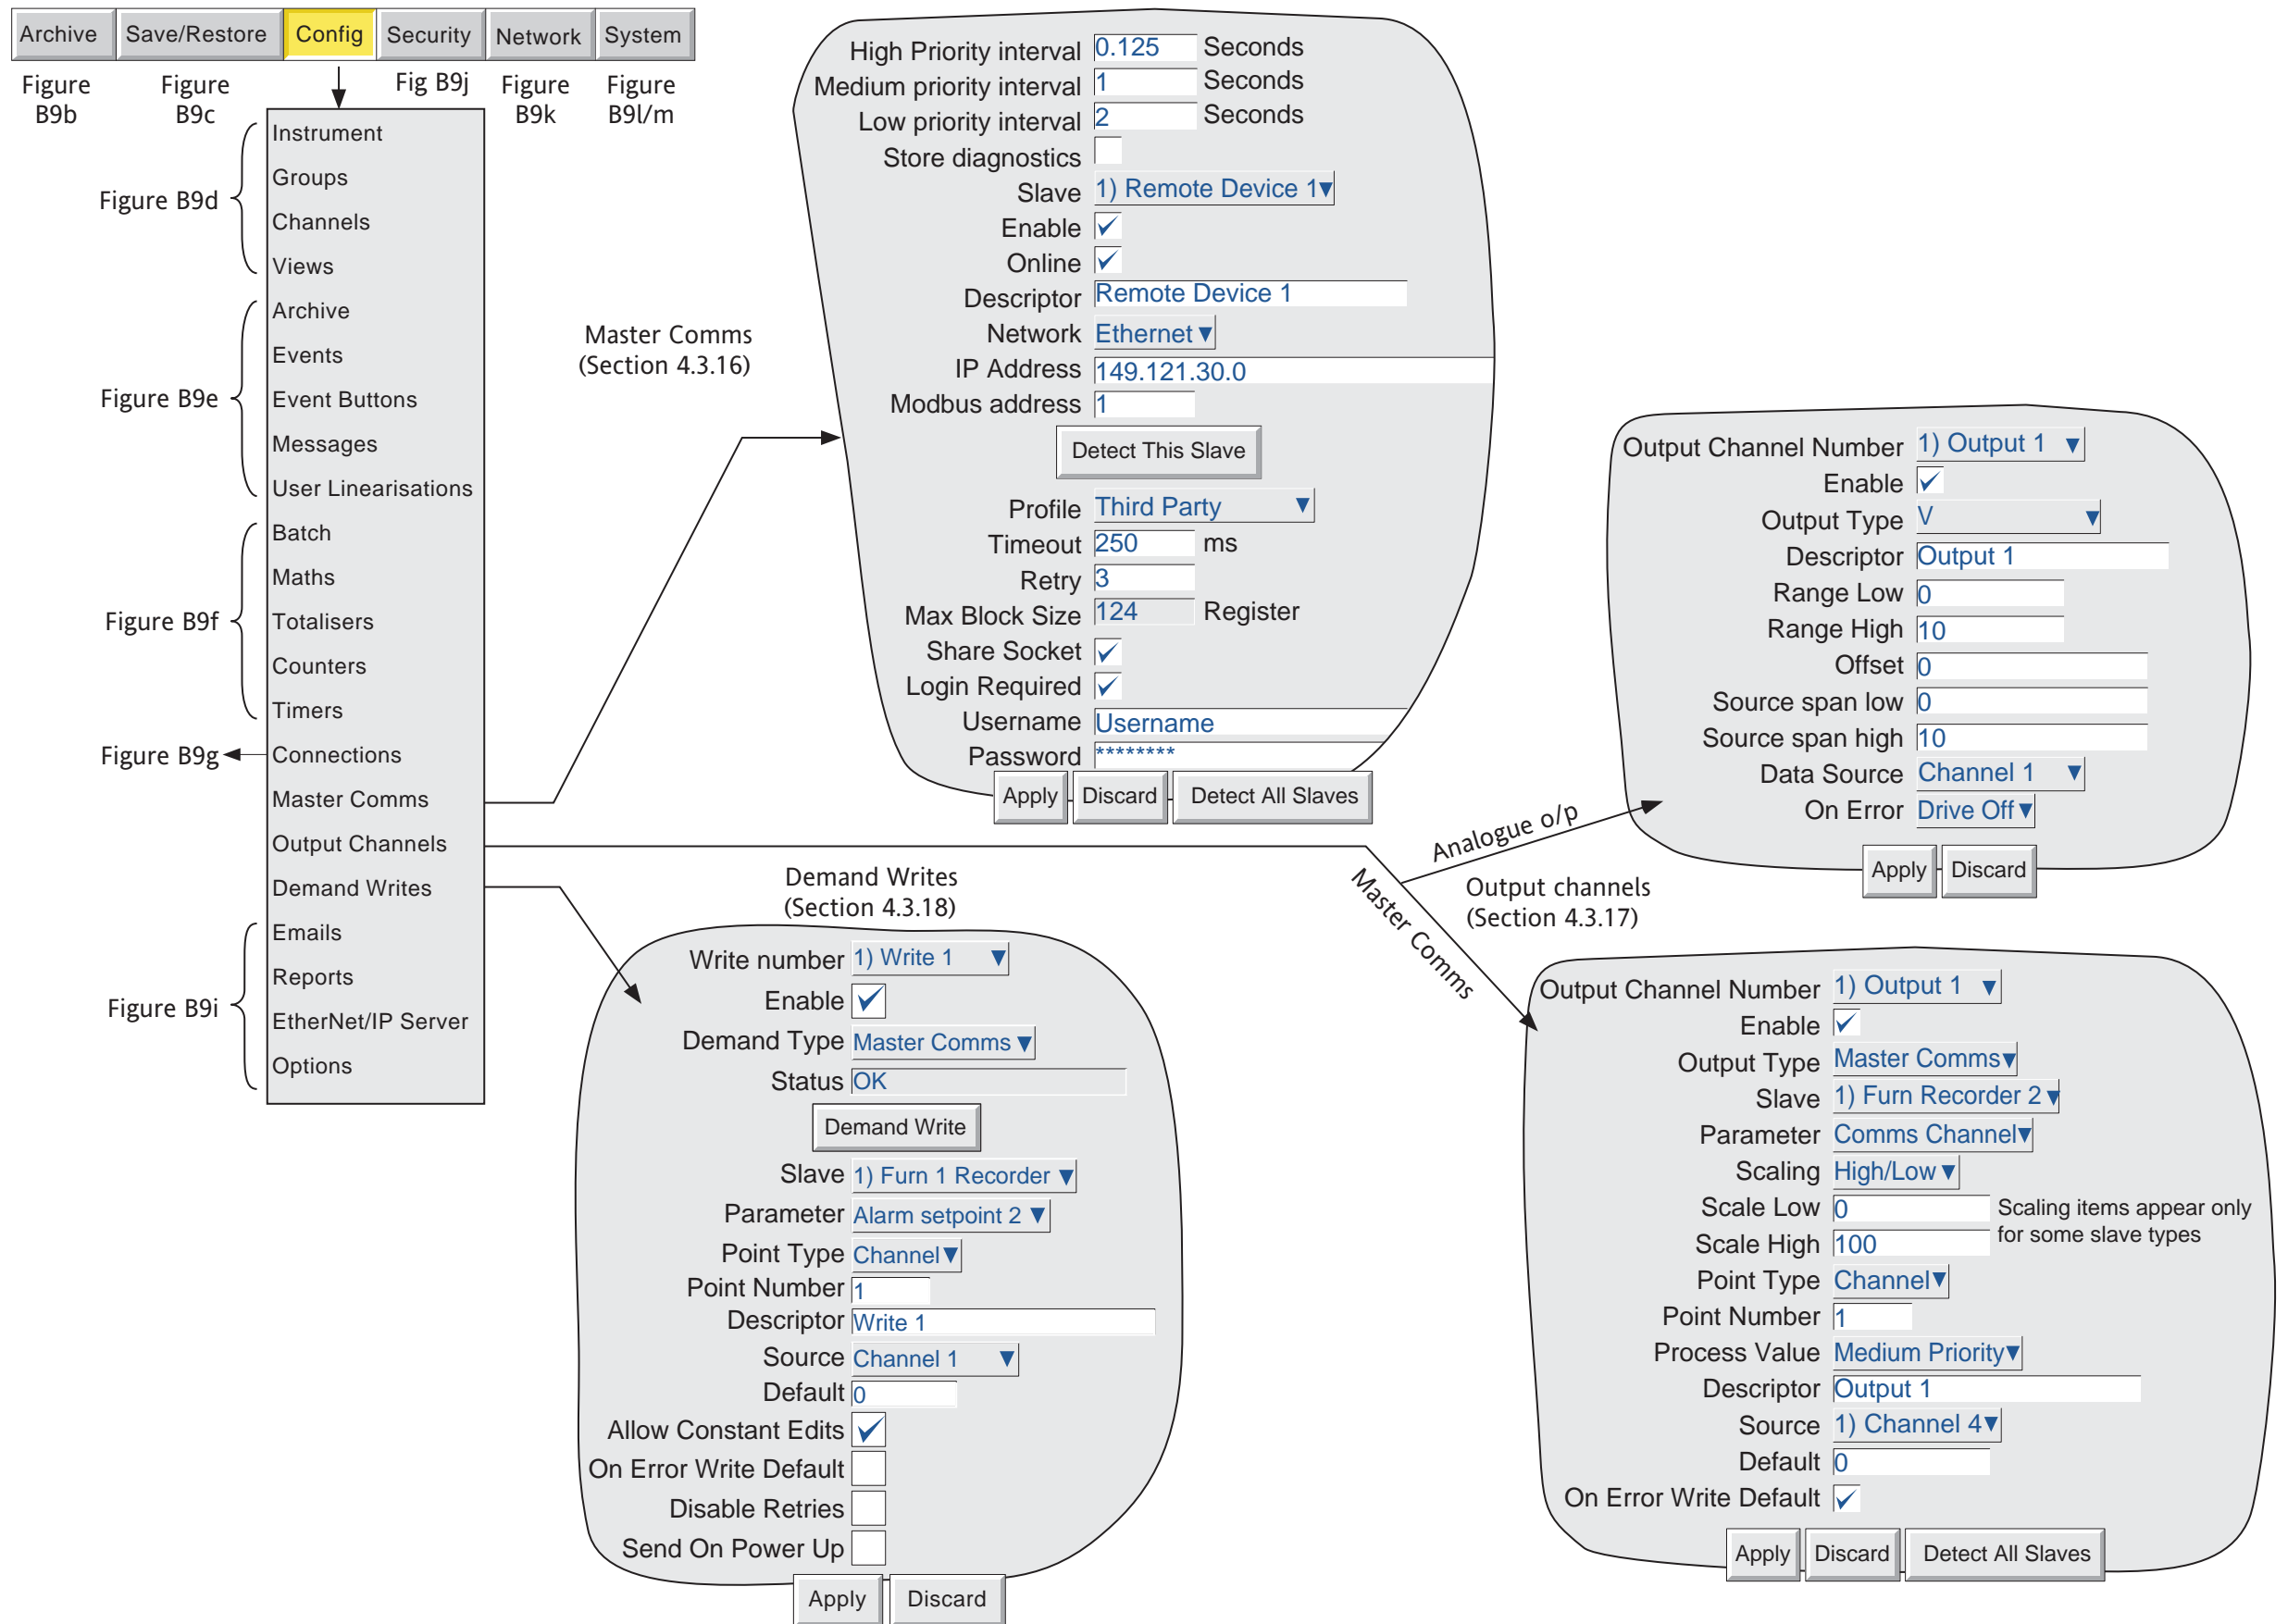 Archive Save/Restore Config Security Network System
Figure B9b
Figure B9c
Fig B9j
Figure B9k
Figure B9l/m
Instrument
Groups
Channels
Views
Figure B9d
Archive
Events
Event Buttons
Messages
User Linearisations
Figure B9e
Batch
Maths
Totalisers
Counters
Timers
Figure B9f
Connections
Figure B9g
Master Comms
Output Channels
Demand Writes
Emails
Reports
EtherNet/IP Server
Options
Figure B9i
Master Comms
(Section 4.3.16)
High Priority interval 0.125 Seconds
Medium priority interval 1 Seconds
Low priority interval 2 Seconds
Store diagnostics
Slave 1) Remote Device 1
Enable
Online
Descriptor Remote Device 1
Network Ethernet
IP Address 149.121.30.0
Modbus address 1
Detect This Slave
Profile Third Party
Timeout 250 ms
Retry 3
Max Block Size 124 Register
Share Socket
Login Required
Username Username
Password ********
Apply Discard Detect All Slaves
Analogue o/p
Master Comms
Output channels
(Section 4.3.17)
Output Channel Number 1) Output 1
Enable
Output Type V
Descriptor Output 1
Range Low 0
Range High 10
Offset 0
Source span low 0
Source span high 10
Data Source Channel 1
On Error Drive Off
Apply Discard
Demand Writes
(Section 4.3.18)
Write number 1) Write 1
Enable
Demand Type Master Comms
Status OK
Demand Write
Slave 1) Furn 1 Recorder
Parameter Alarm setpoint 2
Point Type Channel
Point Number 1
Descriptor Write 1
Source Channel 1
Default 0
Allow Constant Edits
On Error Write Default
Disable Retries
Send On Power Up
Apply Discard
Output Channel Number 1) Output 1
Enable
Output Type Master Comms
Slave 1) Furn Recorder 2
Parameter Comms Channel
Scaling High/Low
Scale Low 0
Scale High 100
Scaling items appear only
for some slave types
Point Type Channel
Point Number 1
Process Value Medium Priority
Descriptor Output 1
Source 1) Channel 4
Default 0
On Error Write Default
Apply Discard Detect All Slaves